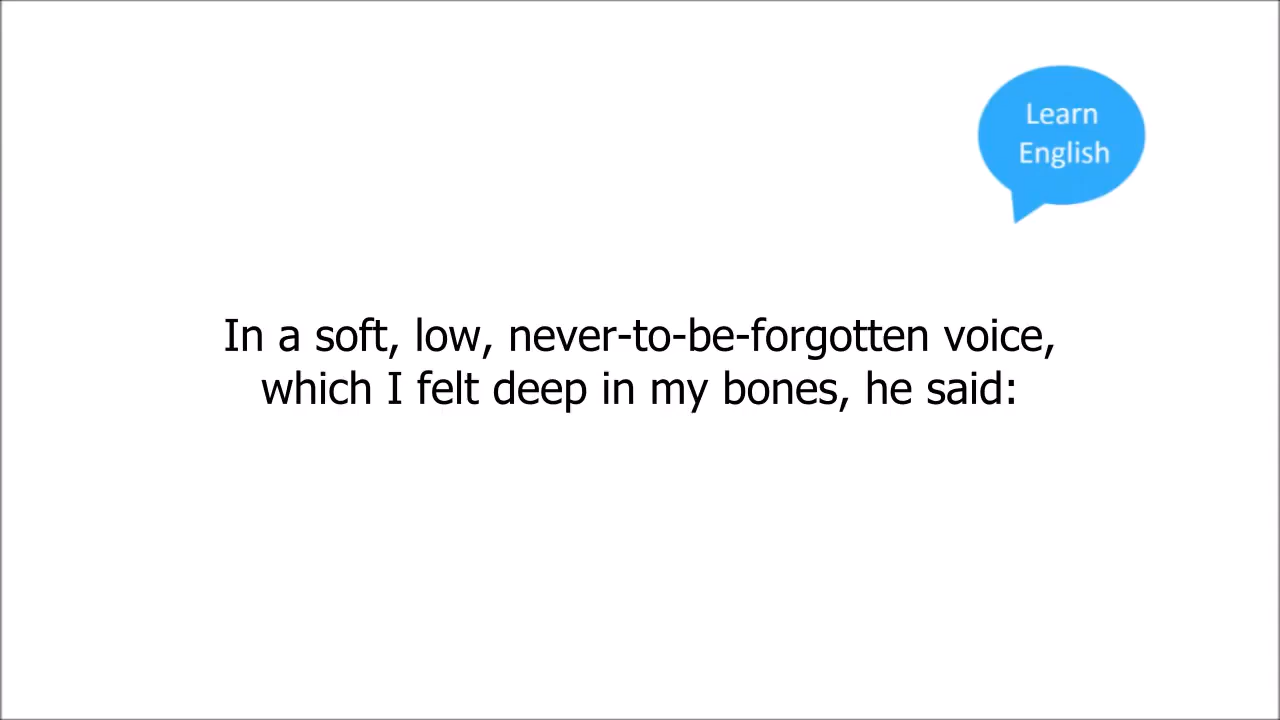 Learn
English
In a soft, low, never-to-be-forgotten voice,
which I felt deep in my bones, he said: